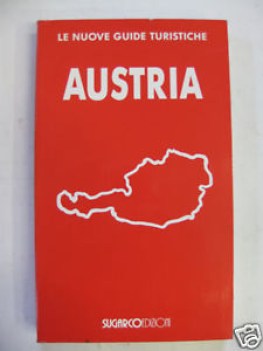 LE NUOVE GUIDE TURISTICHE
AUSTRIA
SUGARCOEDIZIONI